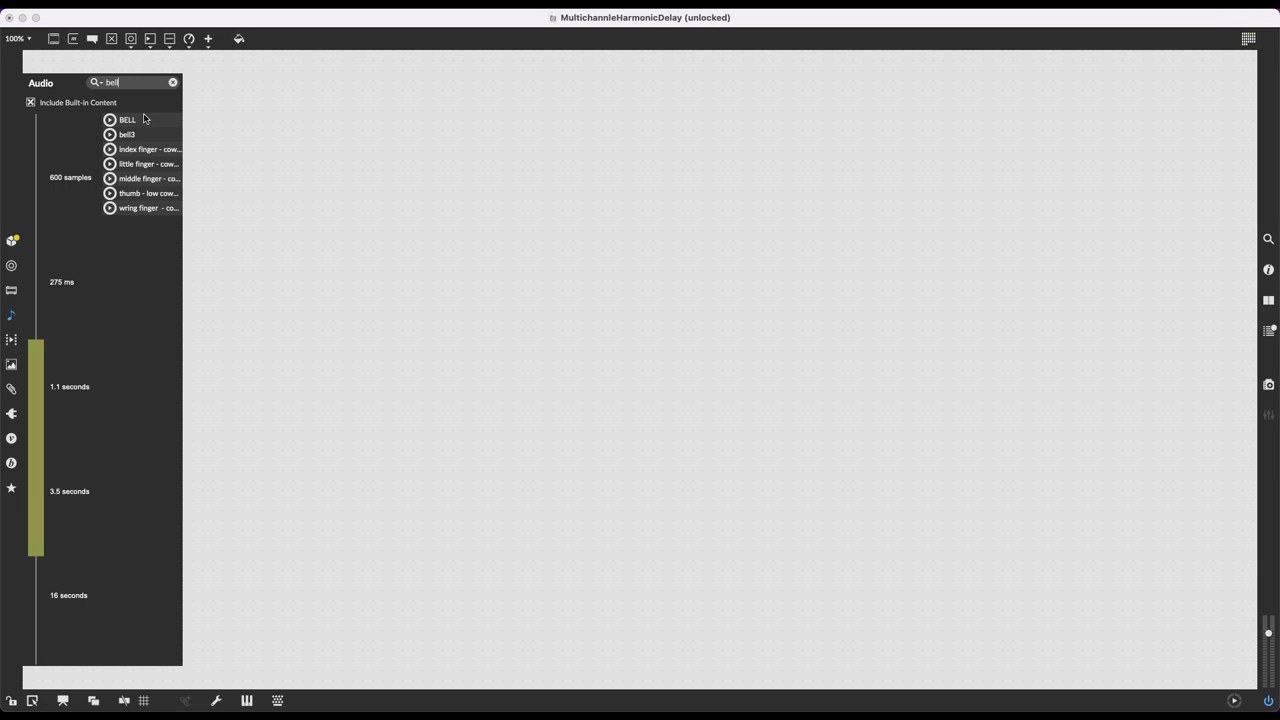 MultichannleHarmonicDelay (unlocked)
100%
Audio
bell
Include Built-in Content
BELL
bell3
index finger - cow...
little finger - cow...
600 samples
middle finger - co...
thumb - low cow...
wring finger - co...
275 ms
1.1 seconds
3.5 seconds
16 seconds